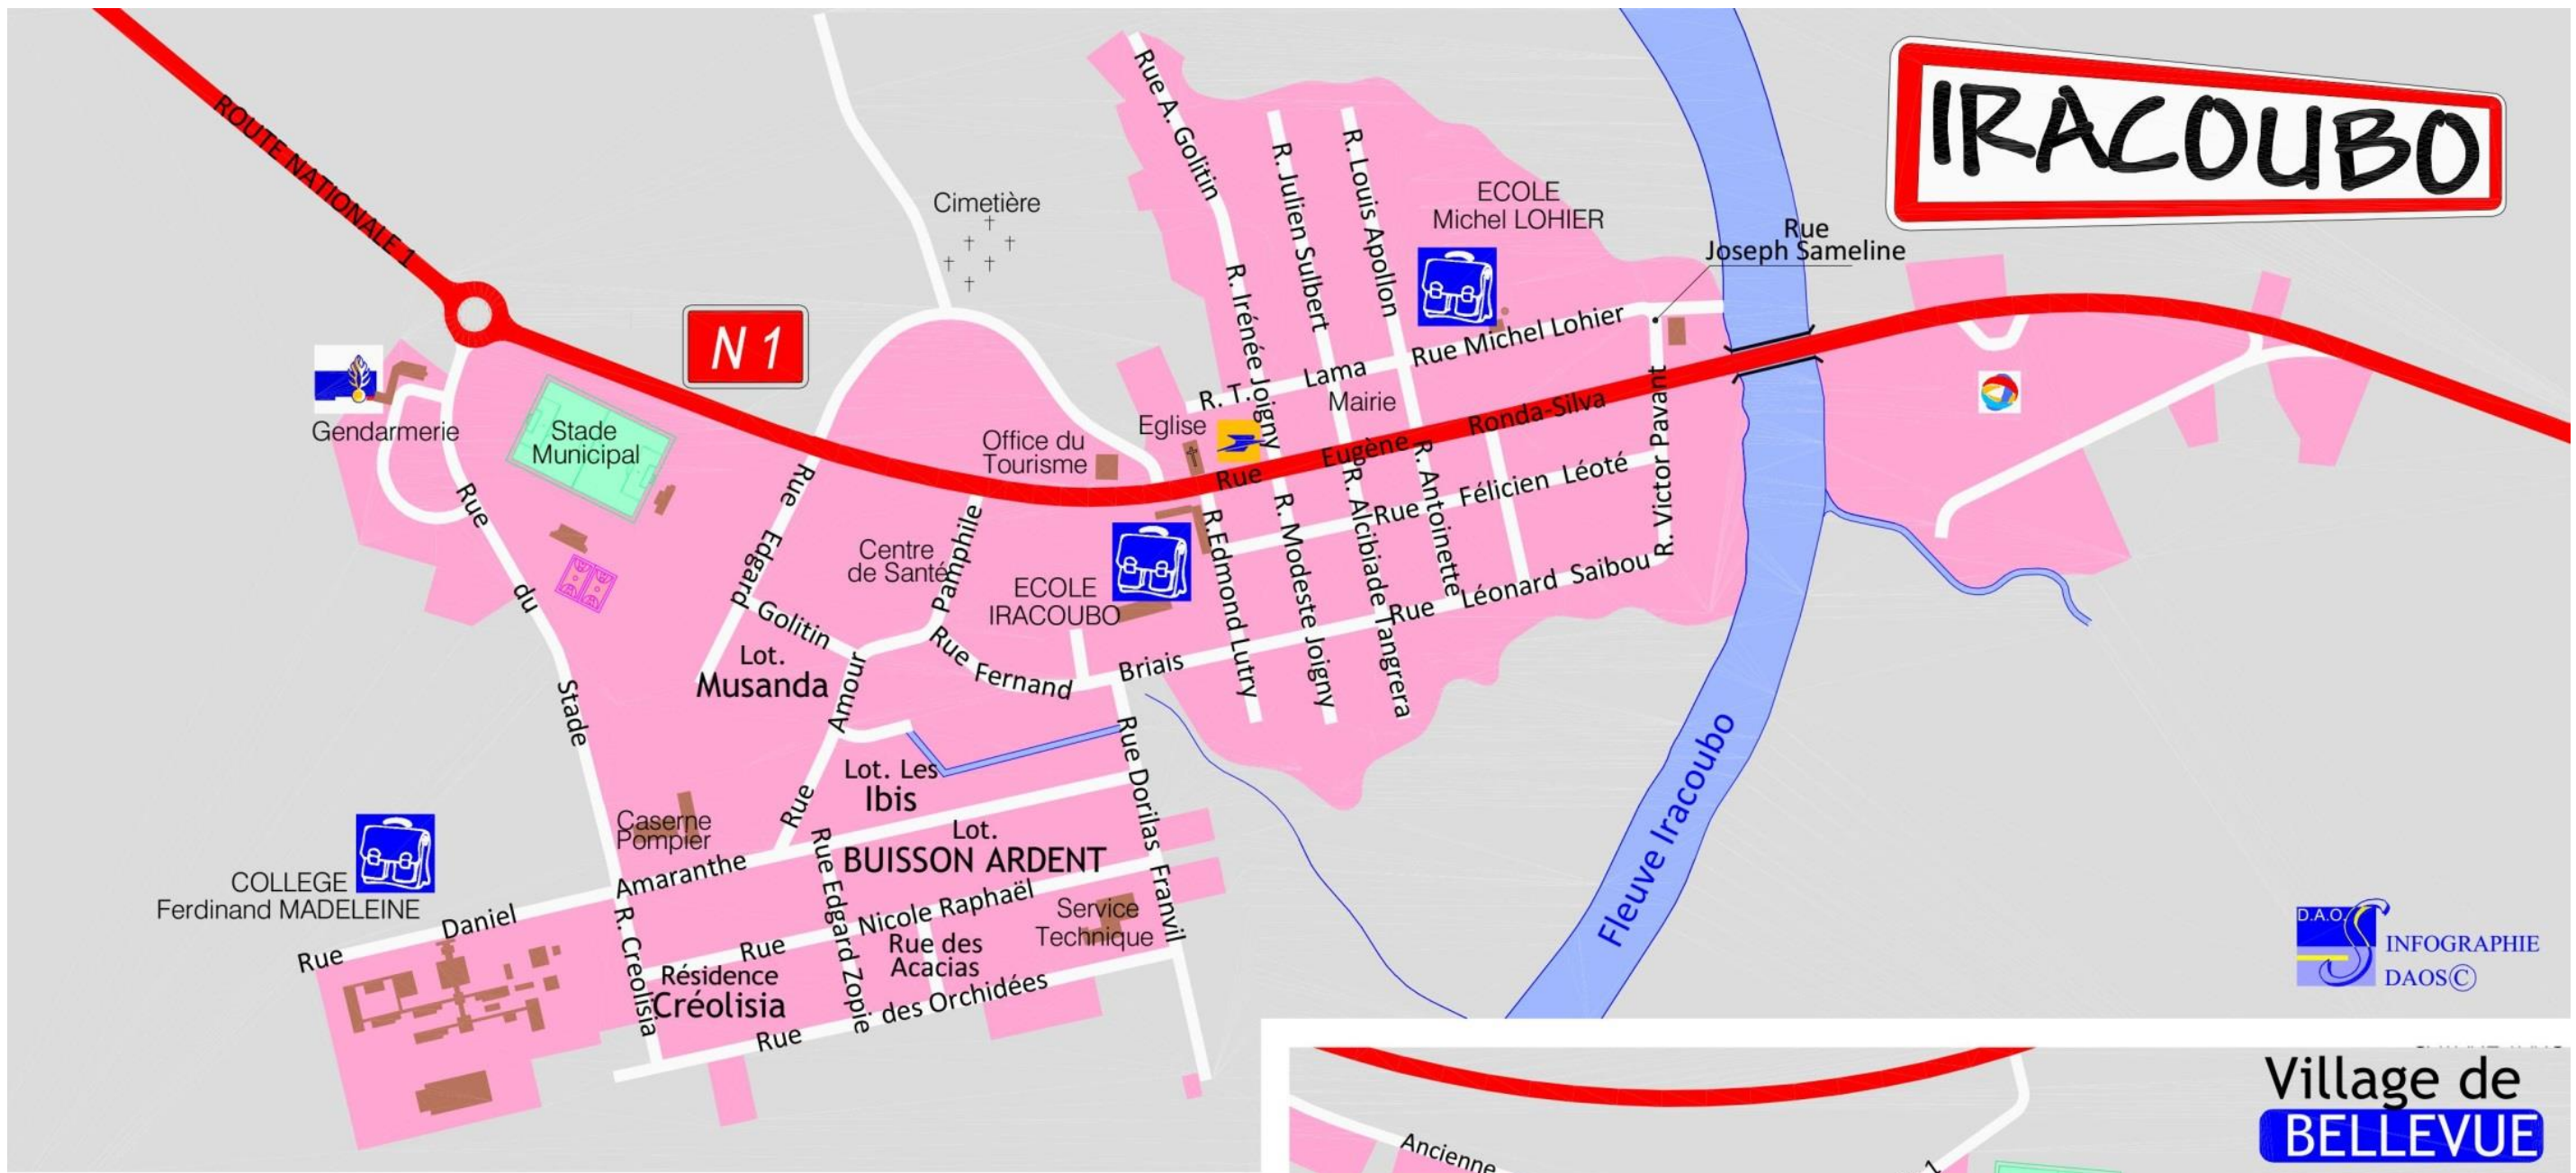 ROUTE NATIONALE 1
IRACOUBO
N 1
Cimetière
Rue A. Golitin
R. Julien Sulbert
R. Louis Apollon
ECOLE
Michel LOHIER
Rue
Joseph Sameline
R. Irénée Joigny
Rue Michel Lohier
R. T. Lama
Mairie
Gendarmerie
Stade
Municipal
Office du
Tourisme
Eglise
Rue Eugène Ronda-Silva
R. Victor Pavant
Rue Félicien Léoté
R. Antoinette
R. Alcibiade Tangrera
R. Modeste Joigny
R. Edmond Lutry
Rue Léonard Saibou
Rue du Stade
Rue Edgard
Golitin
Centre
de Santé
Pamphile
ECOLE
IRACOUBO
Rue Fernand Briais
Lot.
Musanda
Rue Amour
Lot. Les
Ibis
Rue Dorilas Franvil
Lot.
BUISSON ARDENT
Caserne
Pompier
COLLEGE
Ferdinand MADELEINE
Rue Daniel Amaranthe
R. Creolisia
Rue Nicole Raphaël
Rue Edgard Zopie
Rue des
Acacias
Service
Technique
Résidence
Créolisia
Rue des Orchidées
Fleuve Iracoubo
D.A.O.
S
INFOGRAPHIE
DAOS©
Village de
BELLEVUE
Ancienne
1